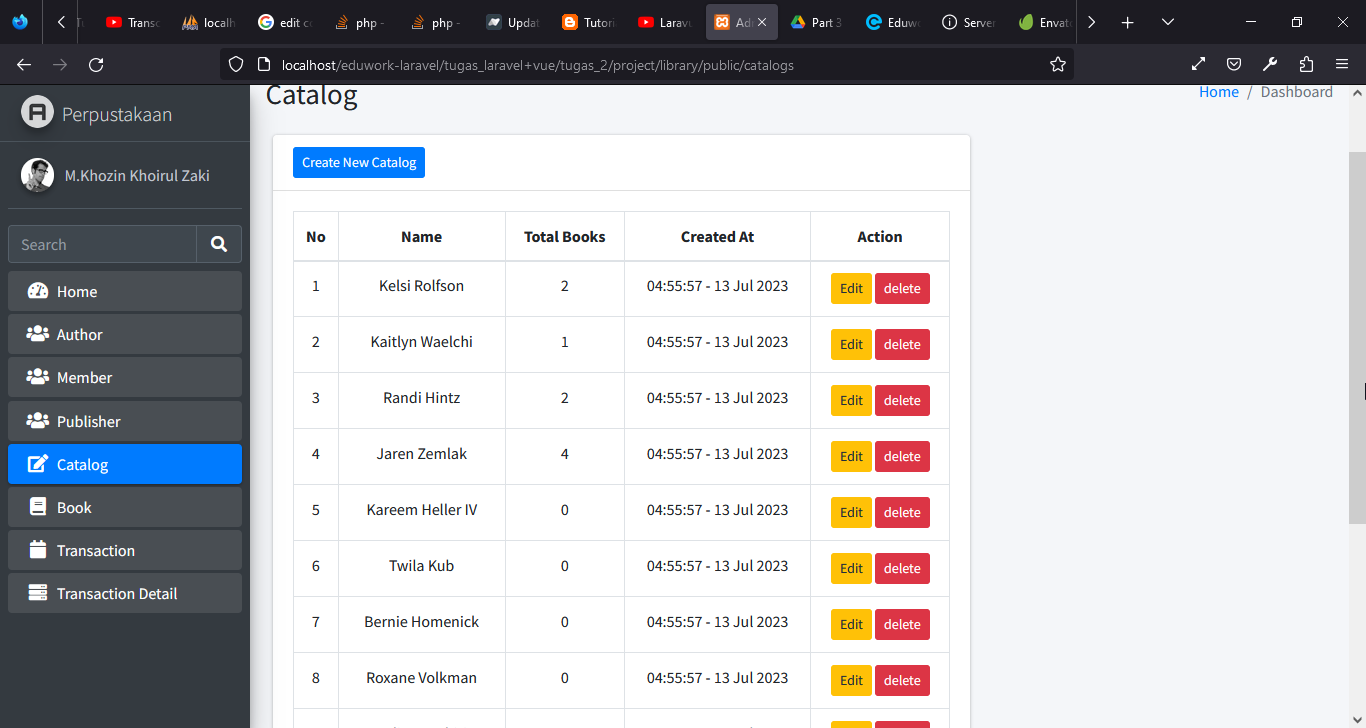 Transc
localh
edit co
php -
php -
Updat
Tutori
Larav
Ad
Part 3
Eduw
Server
Envat
localhost/eduwork-laravel/tugas_laravel+vue/tugas_2/project/library/public/catalogs
Perpustakaan
M.Khozin Khoirul Zaki
Search
Home
Author
Member
Publisher
Catalog
Book
Transaction
Transaction Detail
Catalog
Home / Dashboard
Create New Catalog
No Name Total Books Created At Action
1 Kelsi Rolfson 2 04:55:57 - 13 Jul 2023 Edit delete
2 Kaitlyn Waelchi 1 04:55:57 - 13 Jul 2023 Edit delete
3 Randi Hintz 2 04:55:57 - 13 Jul 2023 Edit delete
4 Jaren Zemlak 4 04:55:57 - 13 Jul 2023 Edit delete
5 Kareem Heller IV 0 04:55:57 - 13 Jul 2023 Edit delete
6 Twila Kub 0 04:55:57 - 13 Jul 2023 Edit delete
7 Bernie Homenick 0 04:55:57 - 13 Jul 2023 Edit delete
8 Roxane Volkman 0 04:55:57 - 13 Jul 2023 Edit delete